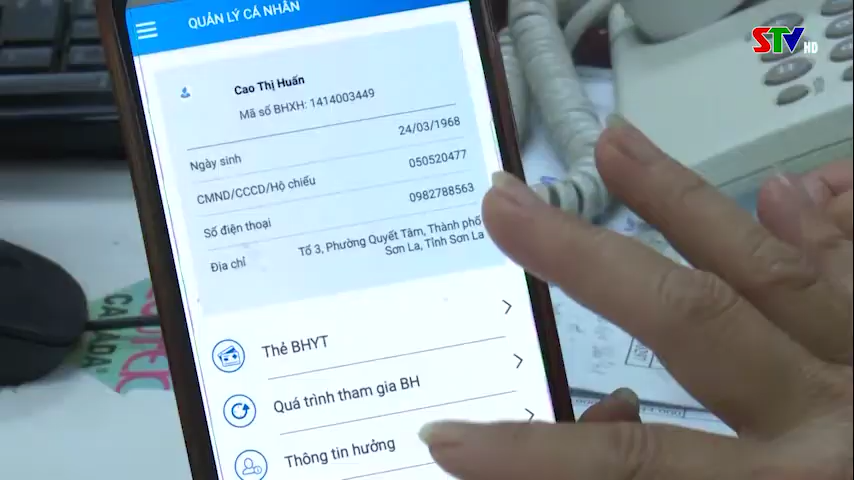 STV HD
QUẢN LÝ CÁ NHÂN
Cao Thị Huấn
Mã số BHXH: 1414003449
Ngày sinh 24/03/1968
CMND/CCCD/Hộ chiếu 050520477
Số điện thoại 0982788563
Địa chỉ Tổ 3, Phường Quyết Tâm, Thành phố
Sơn La, Tỉnh Sơn La
Thẻ BHYT
Quá trình tham gia BH
Thông tin hưởng